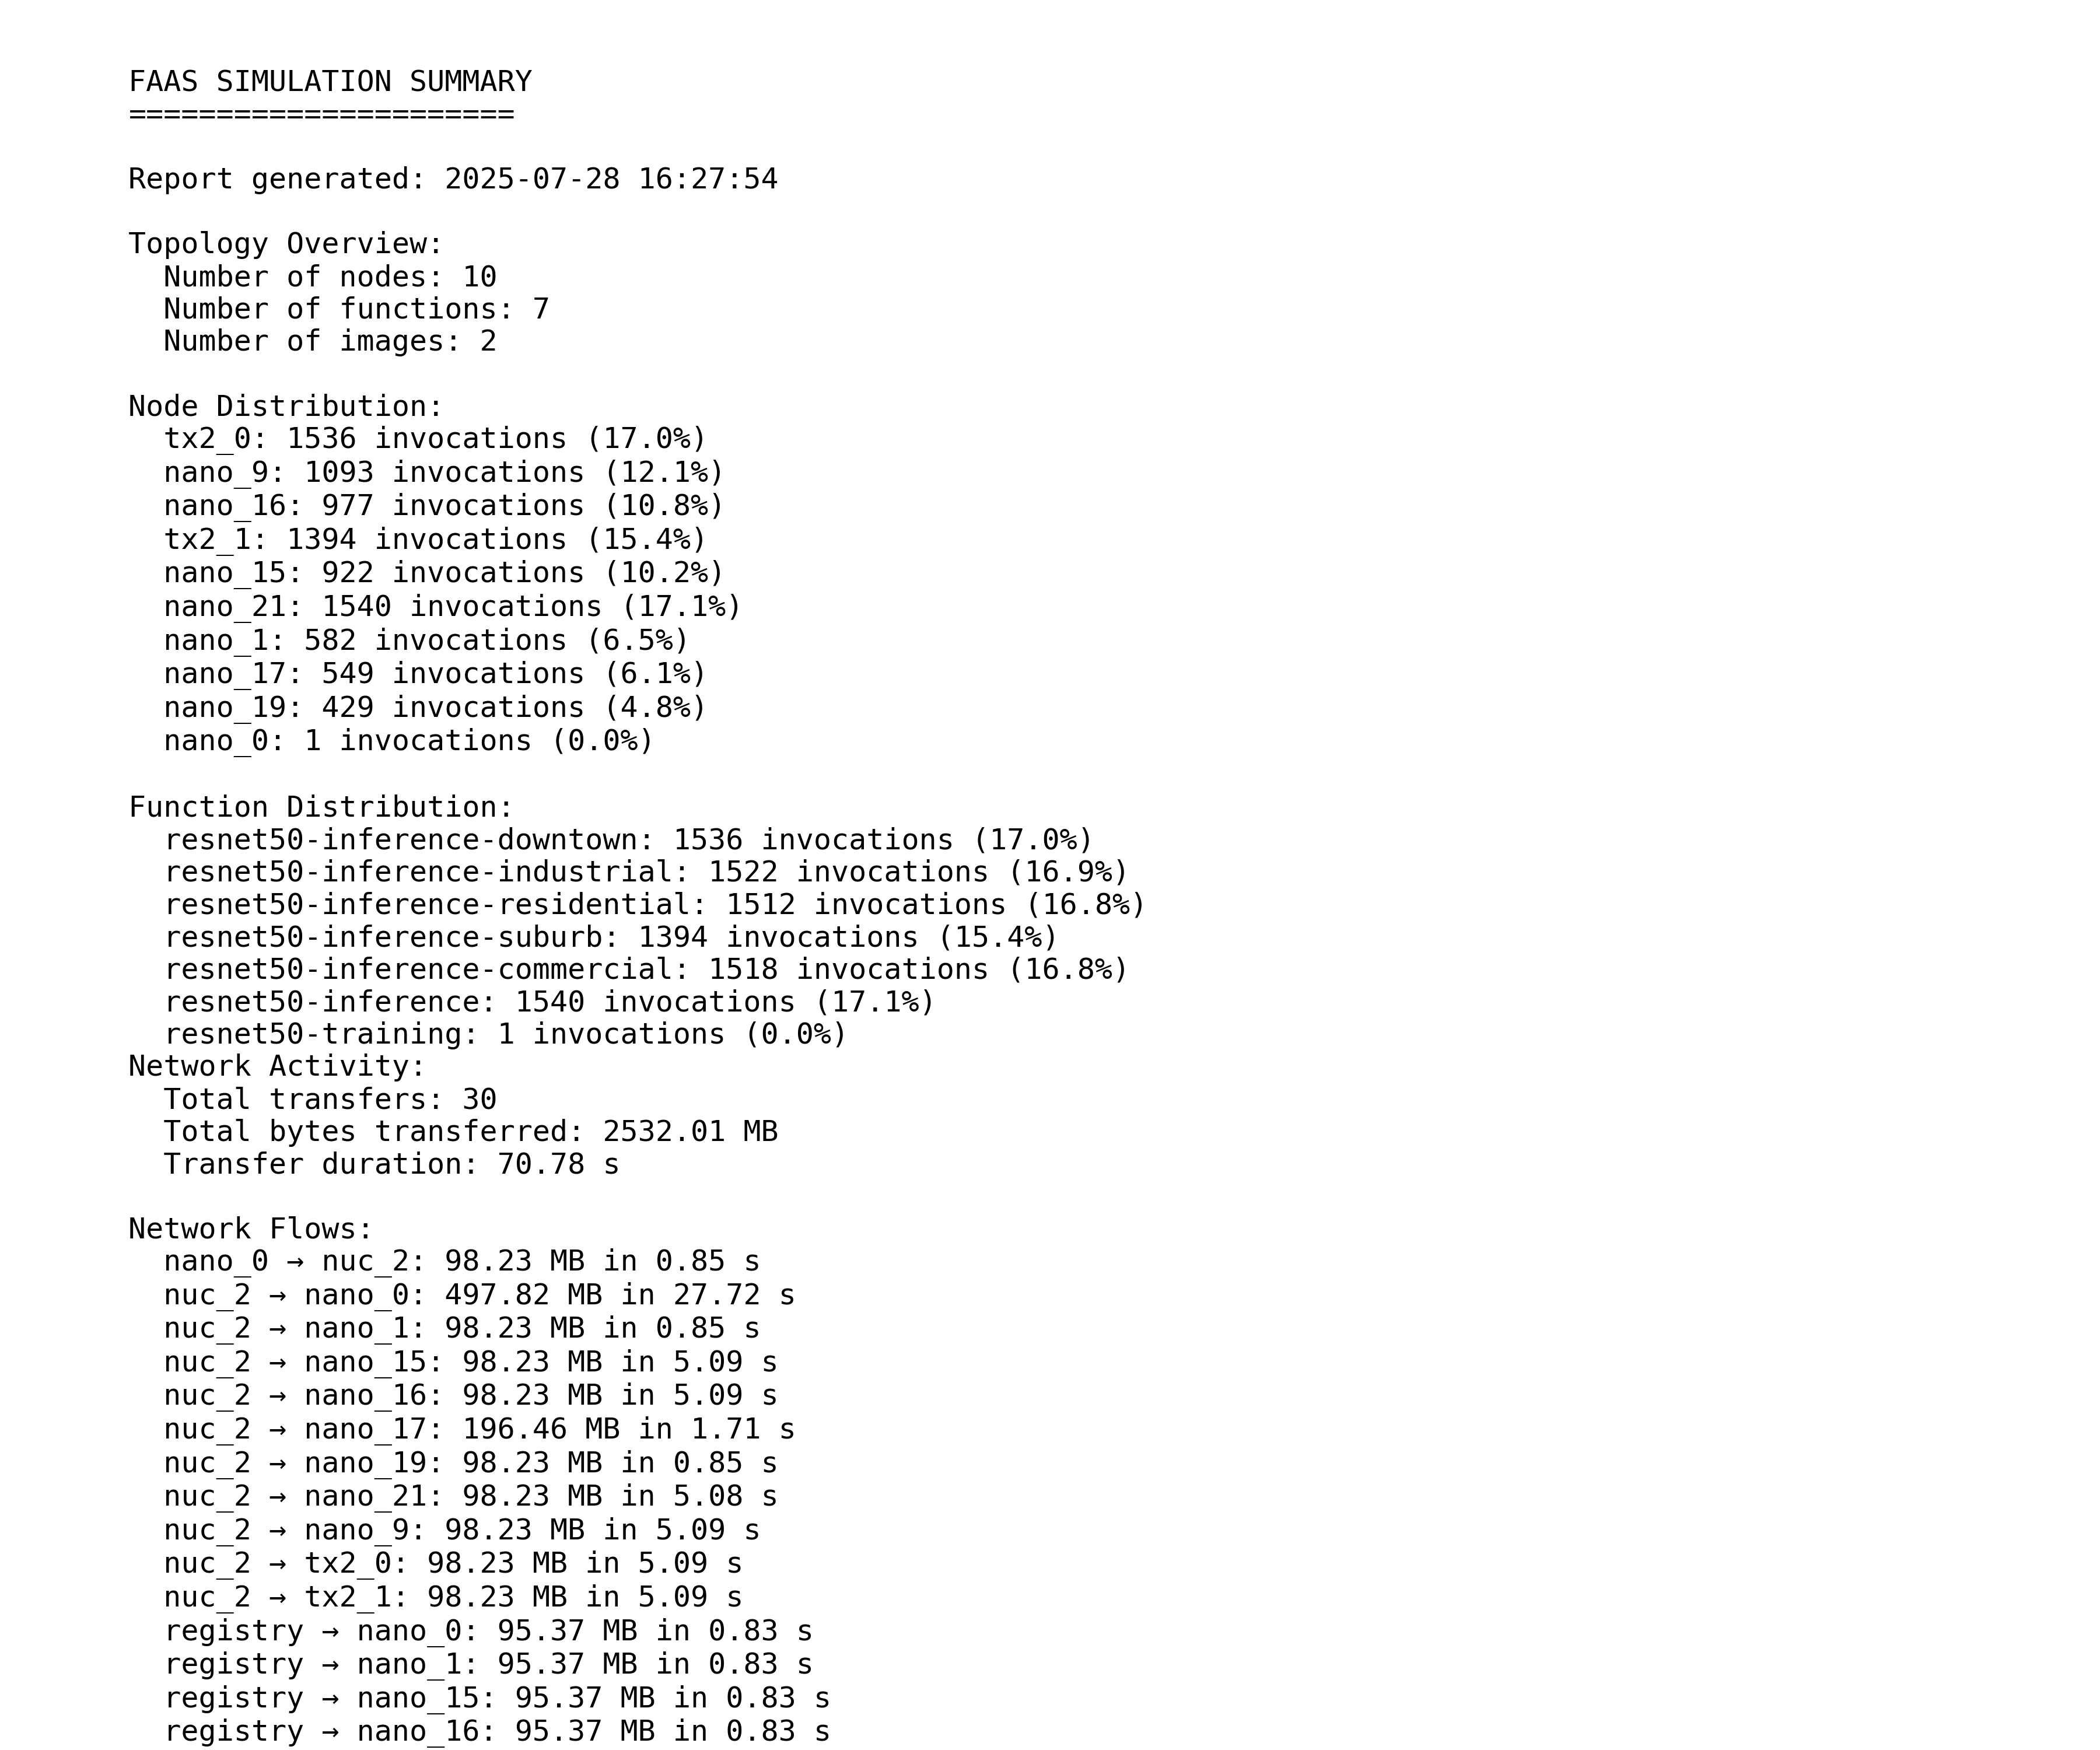 FAAS SIMULATION SUMMARY
======================
Report generated: 2025-07-28 16:27:54
Topology Overview:
Number of nodes: 10
Number of functions: 7
Number of images: 2
Node Distribution:
tx2_0: 1536 invocations (17.0%)
nano_9: 1093 invocations (12.1%)
nano_16: 977 invocations (10.8%)
tx2_1: 1394 invocations (15.4%)
nano_15: 922 invocations (10.2%)
nano_21: 1540 invocations (17.1%)
nano_1: 582 invocations (6.5%)
nano_17: 549 invocations (6.1%)
nano_19: 429 invocations (4.8%)
nano_0: 1 invocations (0.0%)
Function Distribution:
resnet50-inference-downtown: 1536 invocations (17.0%)
resnet50-inference-industrial: 1522 invocations (16.9%)
resnet50-inference-residential: 1512 invocations (16.8%)
resnet50-inference-suburb: 1394 invocations (15.4%)
resnet50-inference-commercial: 1518 invocations (16.8%)
resnet50-inference: 1540 invocations (17.1%)
resnet50-training: 1 invocations (0.0%)
Network Activity:
Total transfers: 30
Total bytes transferred: 2532.01 MB
Transfer duration: 70.78 s
Network Flows:
nano_0 → nuc_2: 98.23 MB in 0.85 s
nuc_2 → nano_0: 497.82 MB in 27.72 s
nuc_2 → nano_1: 98.23 MB in 0.85 s
nuc_2 → nano_15: 98.23 MB in 5.09 s
nuc_2 → nano_16: 98.23 MB in 5.09 s
nuc_2 → nano_17: 196.46 MB in 1.71 s
nuc_2 → nano_19: 98.23 MB in 0.85 s
nuc_2 → nano_21: 98.23 MB in 5.08 s
nuc_2 → nano_9: 98.23 MB in 5.09 s
nuc_2 → tx2_0: 98.23 MB in 5.09 s
nuc_2 → tx2_1: 98.23 MB in 5.09 s
registry → nano_0: 95.37 MB in 0.83 s
registry → nano_1: 95.37 MB in 0.83 s
registry → nano_15: 95.37 MB in 0.83 s
registry → nano_16: 95.37 MB in 0.83 s